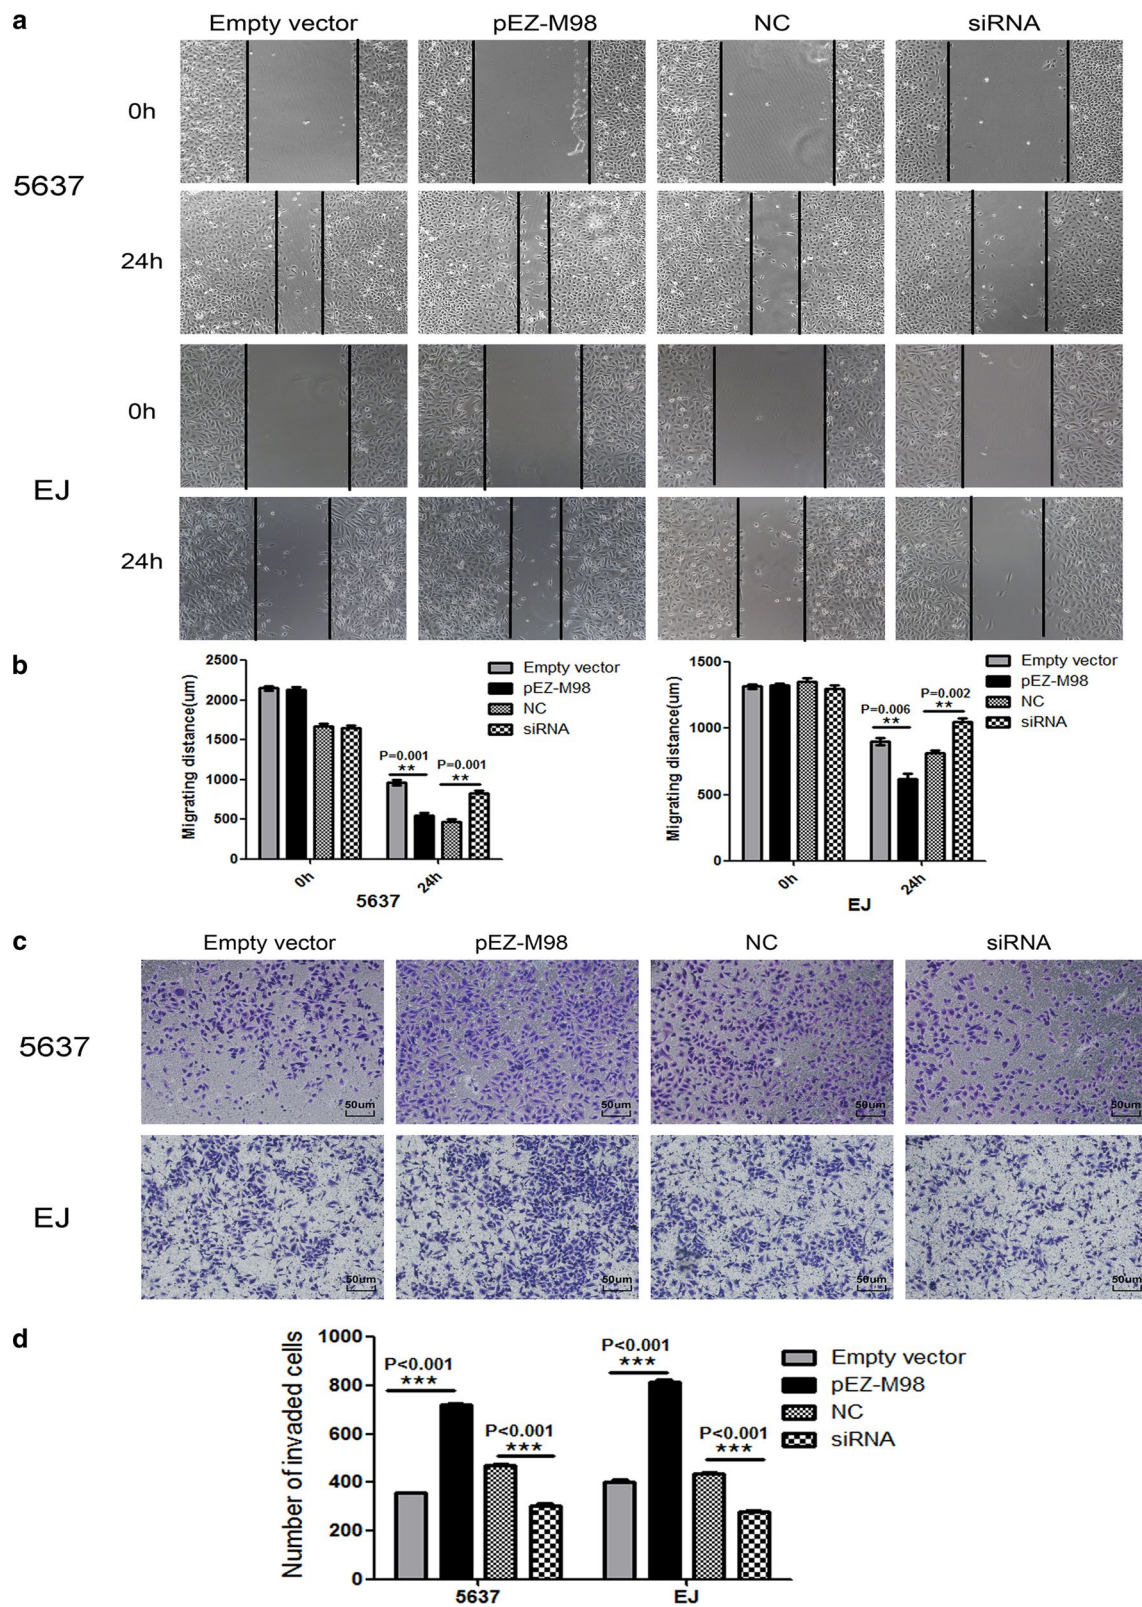 a
Empty vector pEZ-M98 NC siRNA
0h
5637
24h
0h
EJ
24h
b
2500
2000
1500
1000
500
0
Migrating distance(um)
Empty vector
pEZ-M98
NC
siRNA
P=0.001
**
P=0.001
**
0h 24h
5637
1500
1000
500
0
Migrating distance(um)
Empty vector
pEZ-M98
NC
siRNA
P=0.006
**
P=0.002
**
0h 24h
EJ
c
Empty vector pEZ-M98 NC siRNA
5637
50um 50um 50um 50um
EJ
50um 50um 50um 50um
d
1000
800
600
400
200
0
Number of invaded cells
P<0.001
***
P<0.001
***
P<0.001
***
P<0.001
***
Empty vector
pEZ-M98
NC
siRNA
5637 EJ